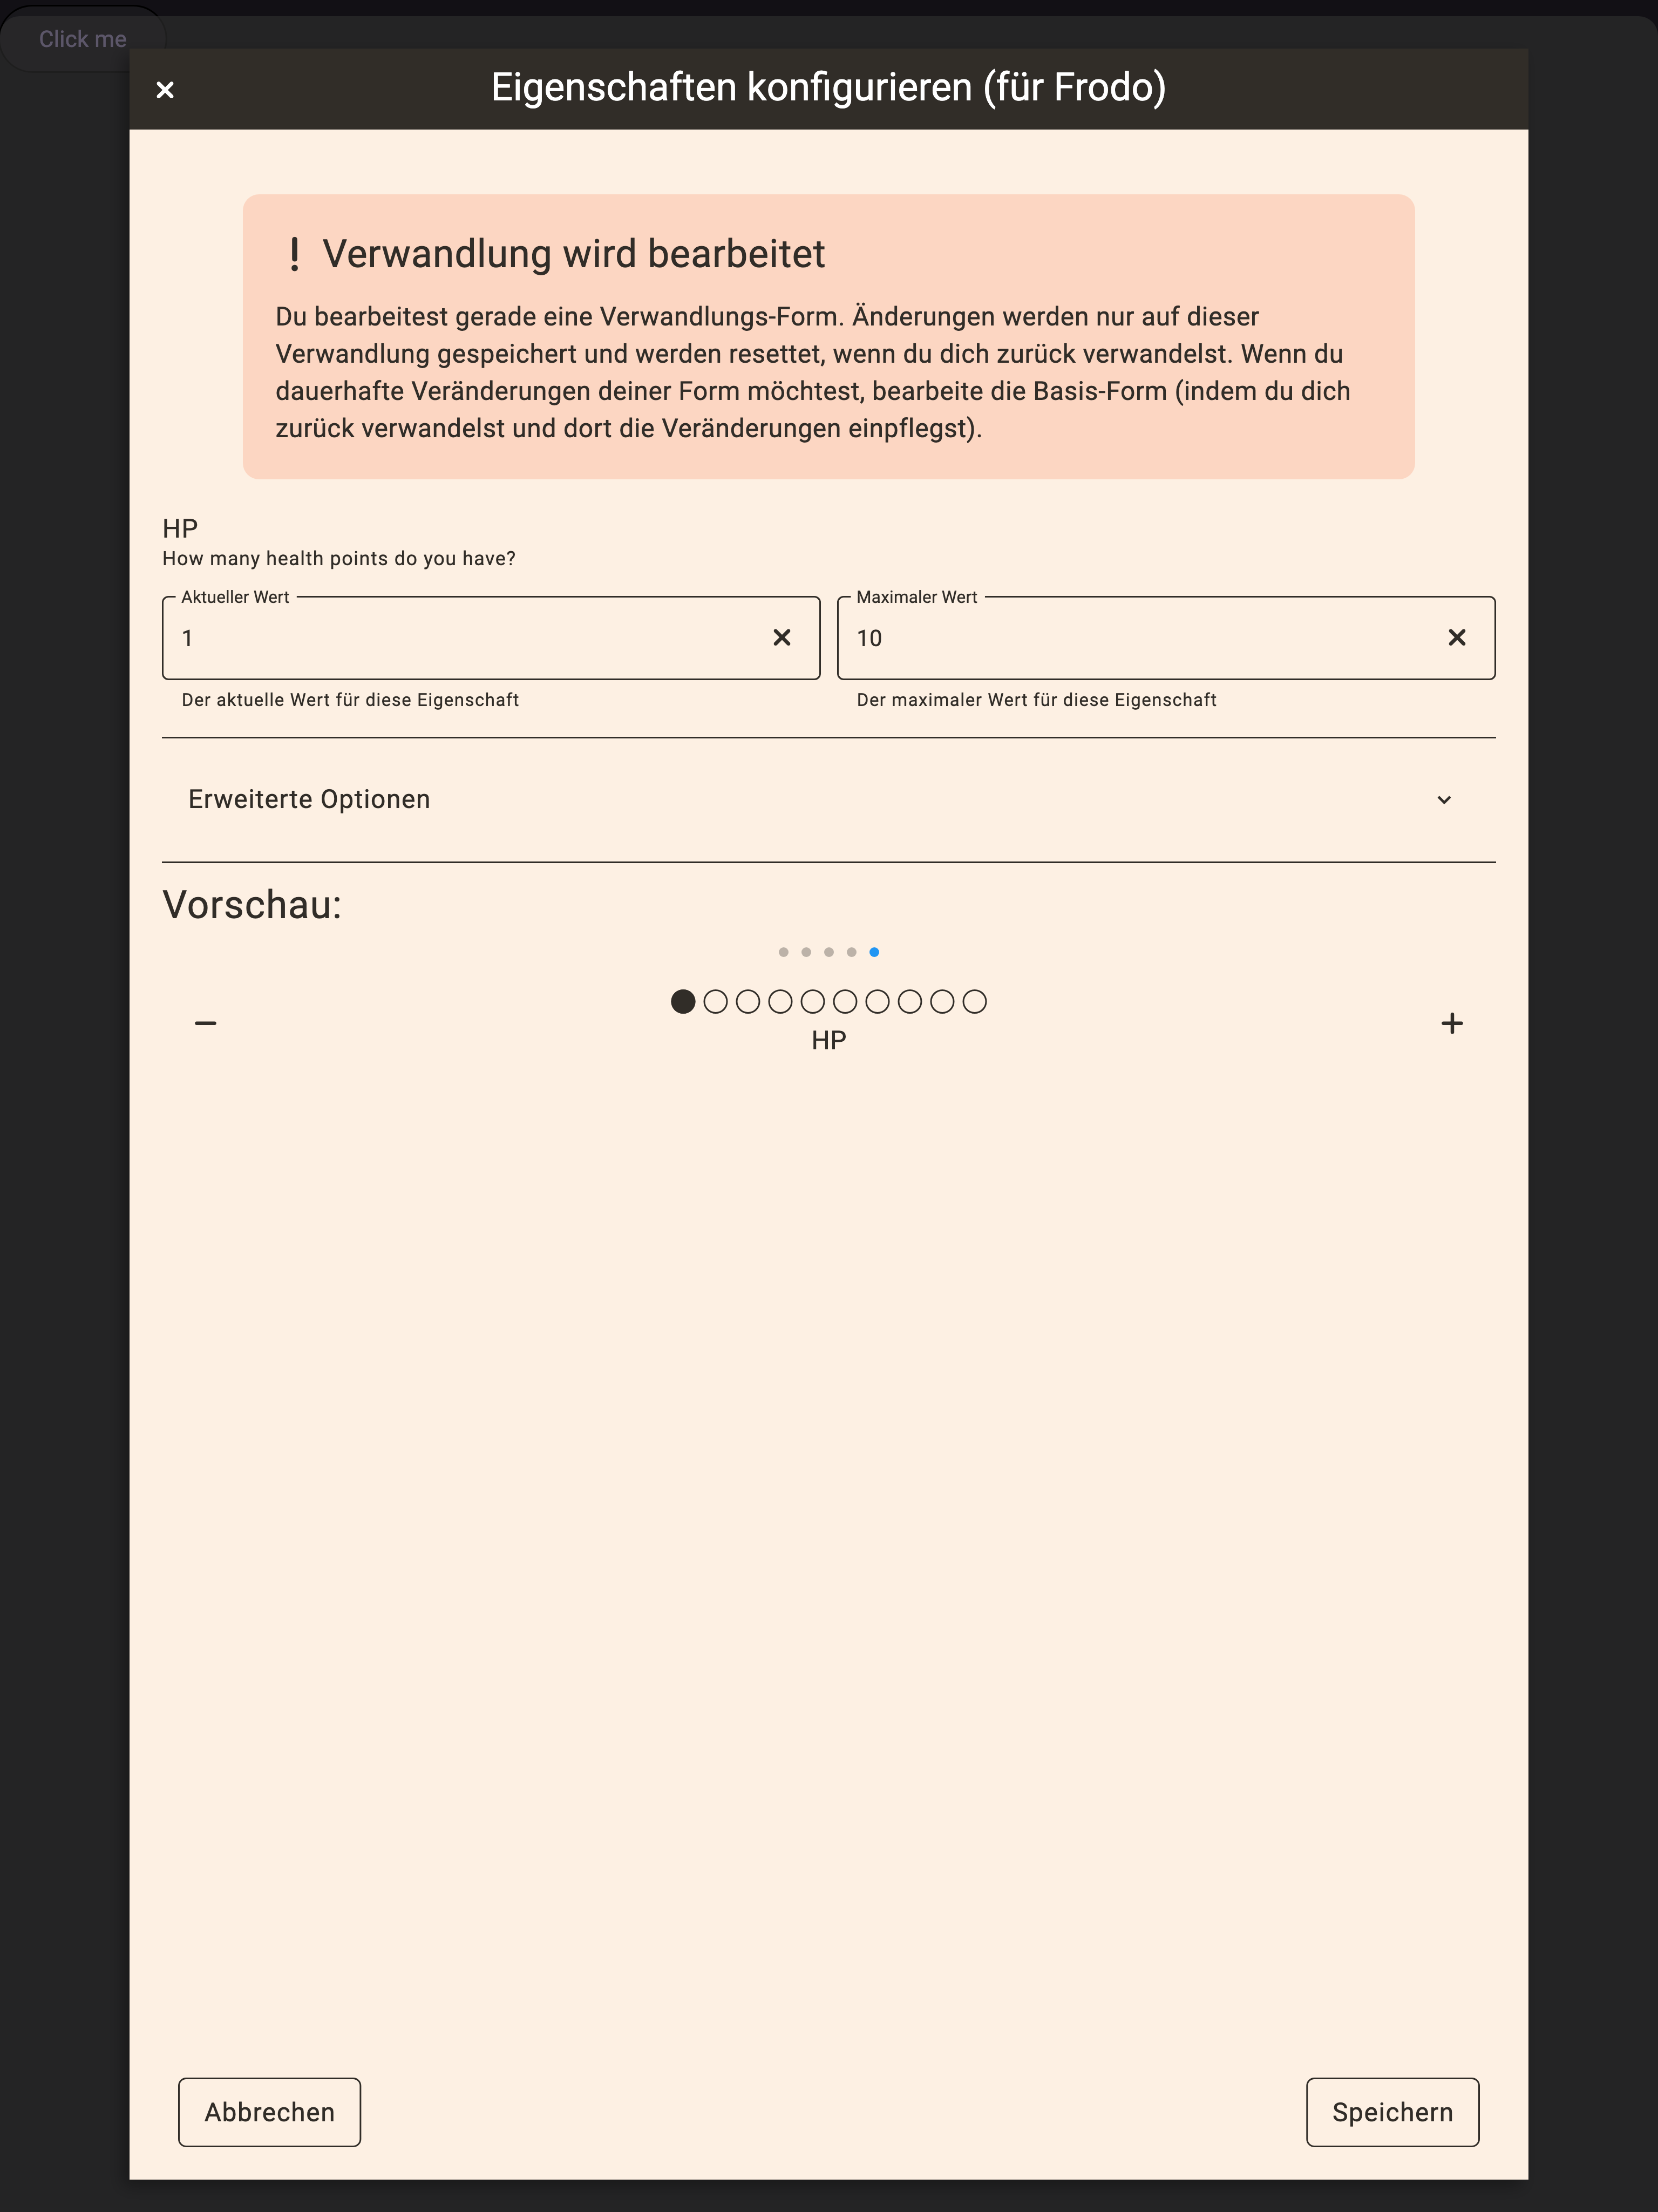 Click me
Eigenschaften konfigurieren (für Frodo)
Verwandlung wird bearbeitet
Du bearbeitest gerade eine Verwandlungs-Form. Änderungen werden nur auf dieser
Verwandlung gespeichert und werden resettet, wenn du dich zurück verwandelst. Wenn du
dauerhafte Veränderungen deiner Form möchtest, bearbeite die Basis-Form (indem du dich
zurück verwandelst und dort die Veränderungen einpflegst).
HP
How many health points do you have?
Aktueller Wert
1
Der aktuelle Wert für diese Eigenschaft
Maximaler Wert
10
Der maximaler Wert für diese Eigenschaft
Erweiterte Optionen
Vorschau:
HP
Abbrechen
Speichern